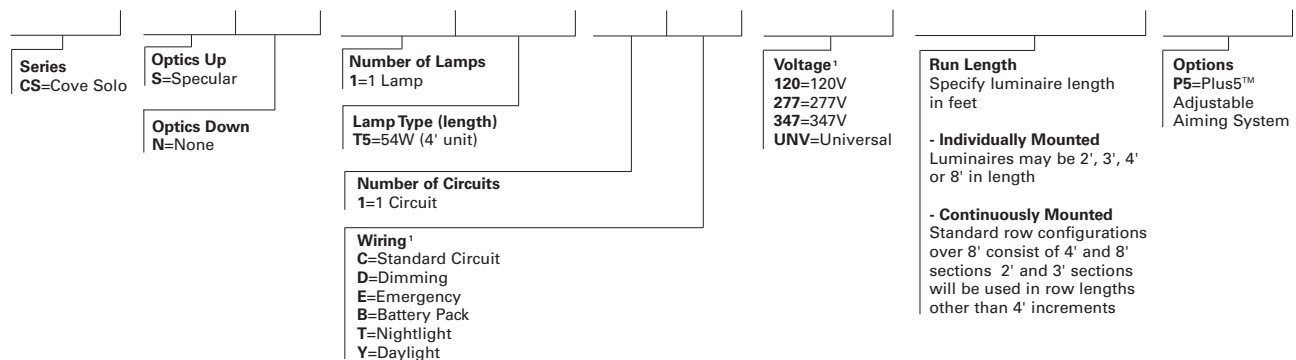 Series
CS=Cove Solo
Optics Up
S=Specular
Optics Down
N=None
Number of Lamps
1=1 Lamp
Lamp Type (length)
T5=54W (4' unit)
Number of Circuits
1=1 Circuit
Wiring¹
C=Standard Circuit
D=Dimming
E=Emergency
B=Battery Pack
T=Nightlight
Y=Daylight
Voltage¹
120=120V
277=277V
347=347V
UNV=Universal
Run Length
Specify luminaire length
in feet
- Individually Mounted
Luminaires may be 2', 3', 4'
or 8' in length
- Continuously Mounted
Standard row configurations
over 8' consist of 4' and 8'
sections 2' and 3' sections
will be used in row lengths
other than 4' increments
Options
P5=Plus5™
Adjustable
Aiming System